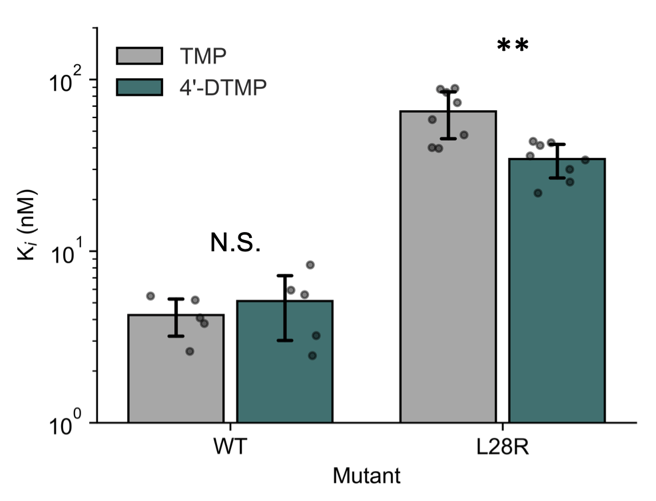 TMP
4'-DTMP
**
N.S.
K𝑖 (nM)
10²
10¹
10⁰
WT
L28R
Mutant